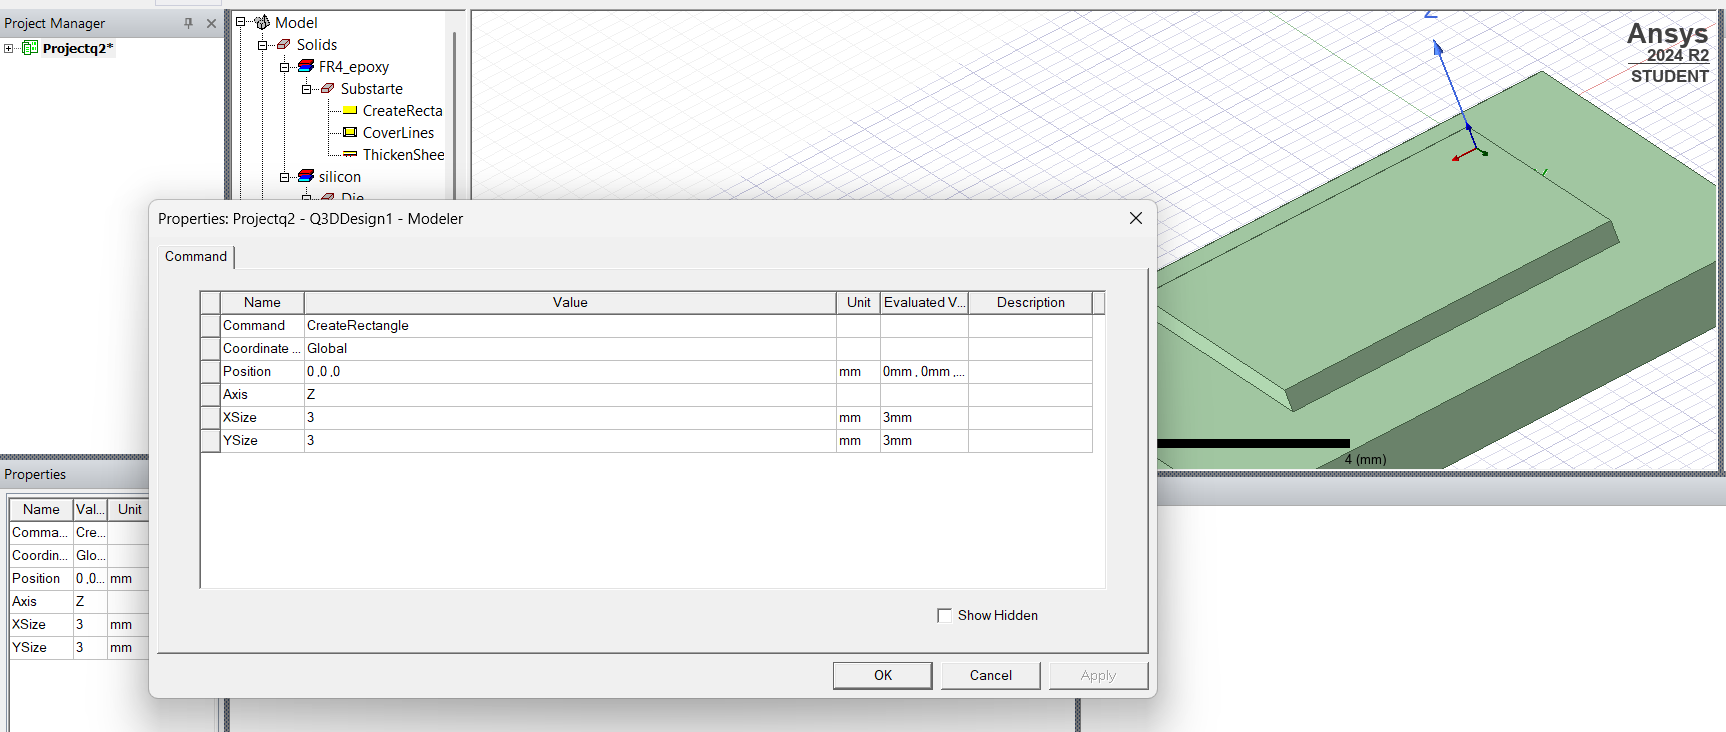 Project Manager
Projectq2*
Model
Solids
FR4_epoxy
Substarte
CreateRecta
CoverLines
ThickenShee
silicon
Die
Z
Ansys
2024 R2
STUDENT
4 (mm)
Properties: Projectq2 - Q3DDesign1 - Modeler
Command
Name Value Unit Evaluated V... Description
Command CreateRectangle
Coordinate ... Global
Position 0 ,0 ,0 mm 0mm , 0mm ,...
Axis Z
XSize 3 mm 3mm
YSize 3 mm 3mm
Show Hidden
OK Cancel Apply
Properties
Name Val... Unit
Comma... Cre...
Coordin... Glo...
Position 0 ,0... mm
Axis Z
XSize 3 mm
YSize 3 mm